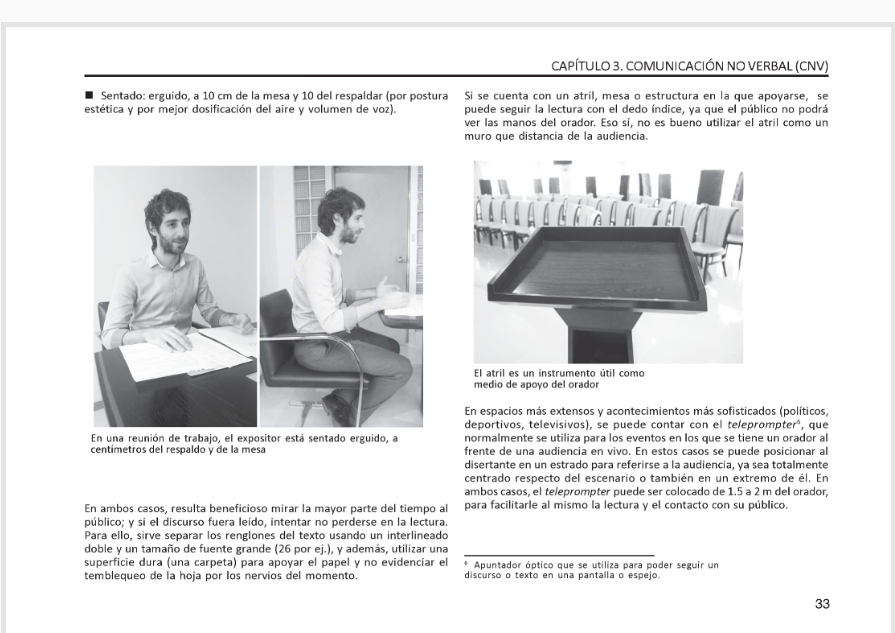 CAPÍTULO 3. COMUNICACIÓN NO VERBAL (CNV)
■ Sentado: erguido, a 10 cm de la mesa y 10 del respaldar (por postura
estética y por mejor dosificación del aire y volumen de voz).
En una reunión de trabajo, el expositor está sentado erguido, a
centímetros del respaldo y de la mesa
En ambos casos, resulta beneficioso mirar la mayor parte del tiempo al
público; y si el discurso fuera leído, intentar no perderse en la lectura.
Para ello, sirve separar los renglones del texto usando un interlineado
doble y un tamaño de fuente grande (26 por ej.), y además, utilizar una
superficie dura (una carpeta) para apoyar el papel y no evidenciar el
temblequeo de la hoja por los nervios del momento.
Si se cuenta con un atril, mesa o estructura en la que apoyarse, se
puede seguir la lectura con el dedo índice, ya que el público no podrá
ver las manos del orador. Eso sí, no es bueno utilizar el atril como un
muro que distancia de la audiencia.
El atril es un instrumento útil como
medio de apoyo del orador
En espacios más extensos y acontecimientos más sofisticados (políticos,
deportivos, televisivos), se puede contar con el teleprompter⁶, que
normalmente se utiliza para los eventos en los que se tiene un orador al
frente de una audiencia en vivo. En estos casos se puede posicionar al
disertante en un estrado para referirse a la audiencia, ya sea totalmente
centrado respecto del escenario o también en un extremo de él. En
ambos casos, el teleprompter puede ser colocado de 1.5 a 2 m del orador,
para facilitarle al mismo la lectura y el contacto con su público.
⁶ Apuntador óptico que se utiliza para poder seguir un
discurso o texto en una pantalla o espejo.
33